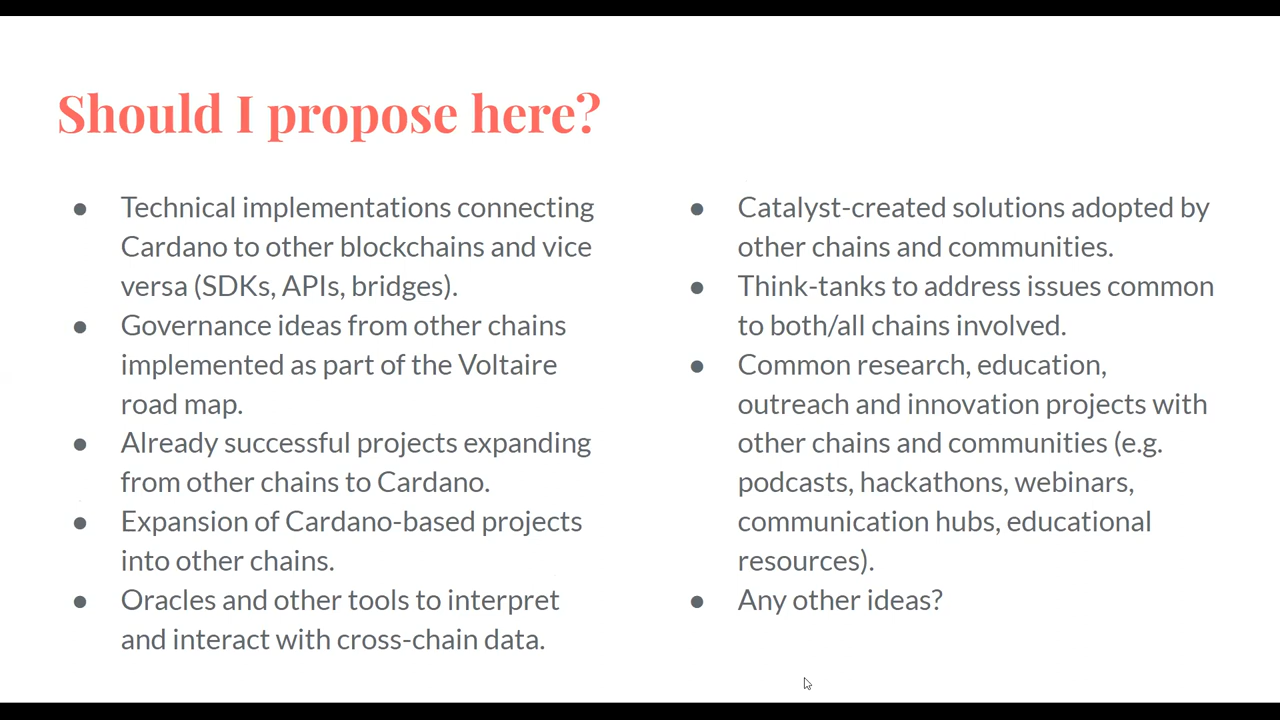 Should I propose here?
● Technical implementations connecting
Cardano to other blockchains and vice
versa (SDKs, APIs, bridges).
● Governance ideas from other chains
implemented as part of the Voltaire
road map.
● Already successful projects expanding
from other chains to Cardano.
● Expansion of Cardano-based projects
into other chains.
● Oracles and other tools to interpret
and interact with cross-chain data.
● Catalyst-created solutions adopted by
other chains and communities.
● Think-tanks to address issues common
to both/all chains involved.
● Common research, education,
outreach and innovation projects with
other chains and communities (e.g.
podcasts, hackathons, webinars,
communication hubs, educational
resources).
● Any other ideas?